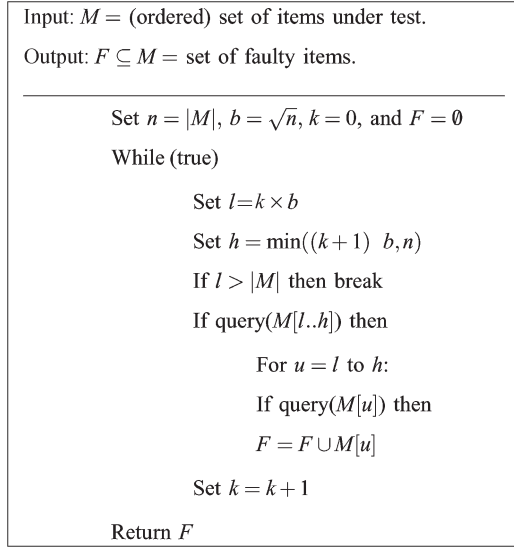 Input: M = (ordered) set of items under test.
Output: F ⊆ M = set of faulty items.
Set n = |M|, b = √n, k = 0, and F = ∅
While (true)
Set l=k × b
Set h = min((k+1) b,n)
If l > |M| then break
If query(M[l..h]) then
For u = l to h:
If query(M[u]) then
F = F ∪ M[u]
Set k = k+1
Return F